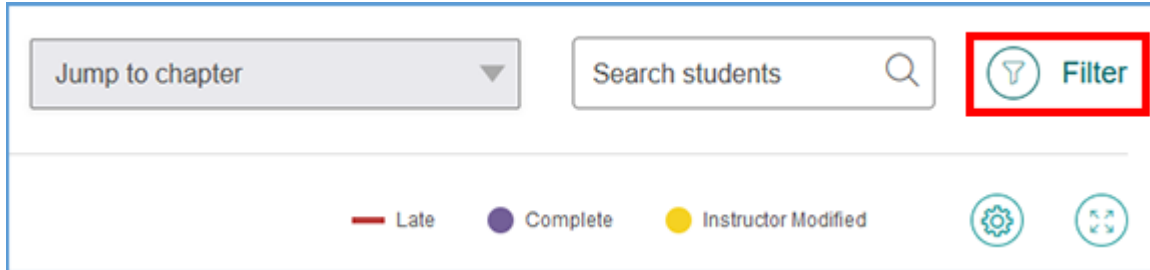 Jump to chapter
Search students
Filter
Late
Complete
Instructor Modified